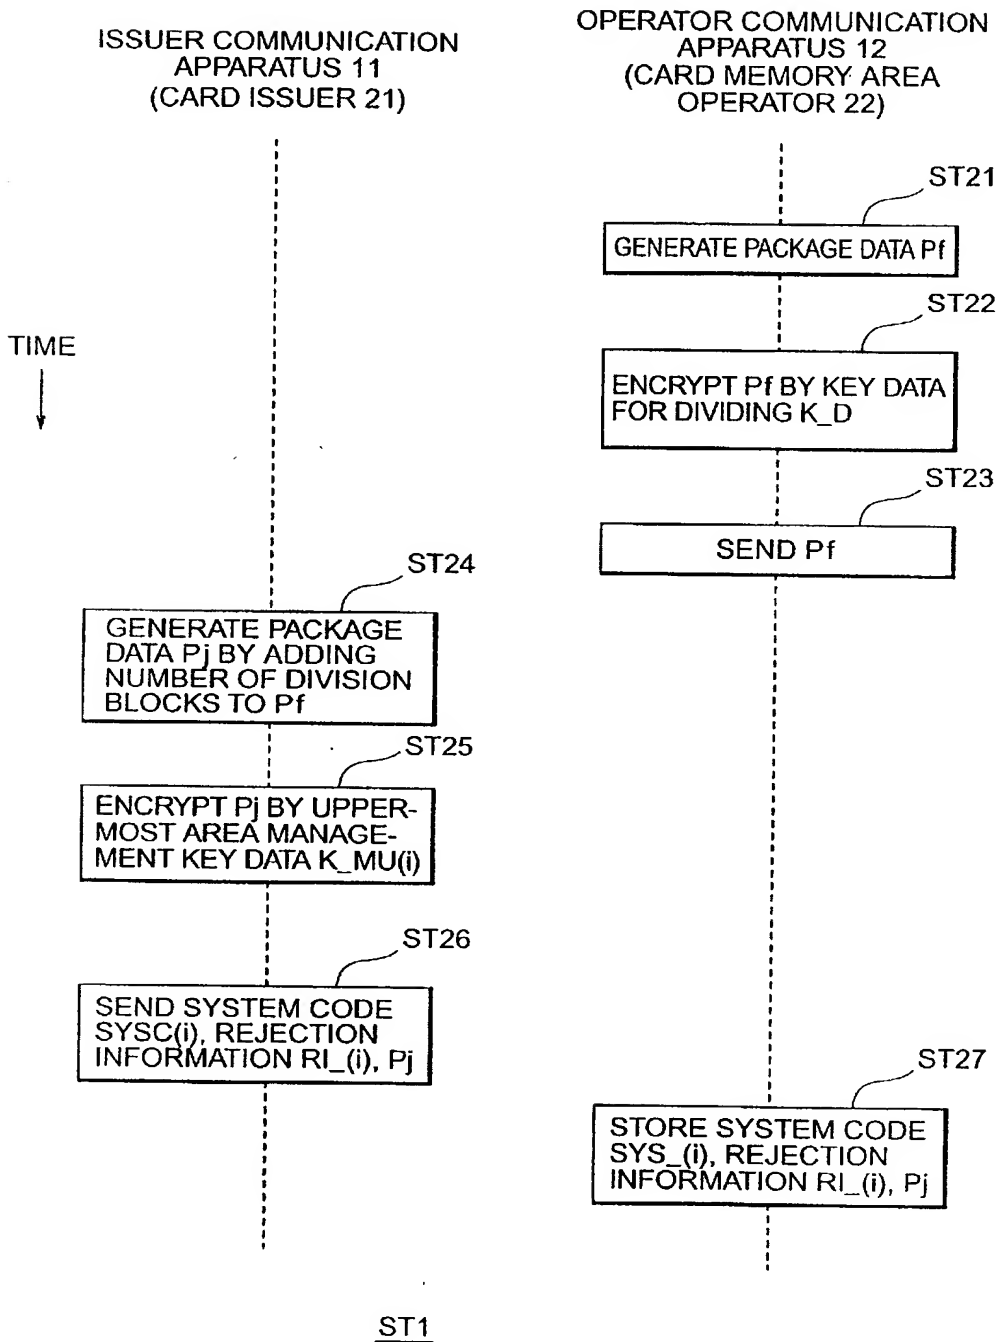 ISSUER COMMUNICATION
APPARATUS 11
(CARD ISSUER 21)
OPERATOR COMMUNICATION
APPARATUS 12
(CARD MEMORY AREA
OPERATOR 22)
ST21
GENERATE PACKAGE DATA Pf
ST22
TIME
ENCRYPT Pf BY KEY DATA
FOR DIVIDING K_D
ST23
SEND Pf
ST24
GENERATE PACKAGE
DATA Pj BY ADDING
NUMBER OF DIVISION
BLOCKS TO Pf
ST25
ENCRYPT Pj BY UPPER-
MOST AREA MANAGE-
MENT KEY DATA K_MU(i)
ST26
SEND SYSTEM CODE
SYSC(i), REJECTION
INFORMATION RI_(i), Pj
ST27
STORE SYSTEM CODE
SYS_(i), REJECTION
INFORMATION RI_(i), Pj
ST1